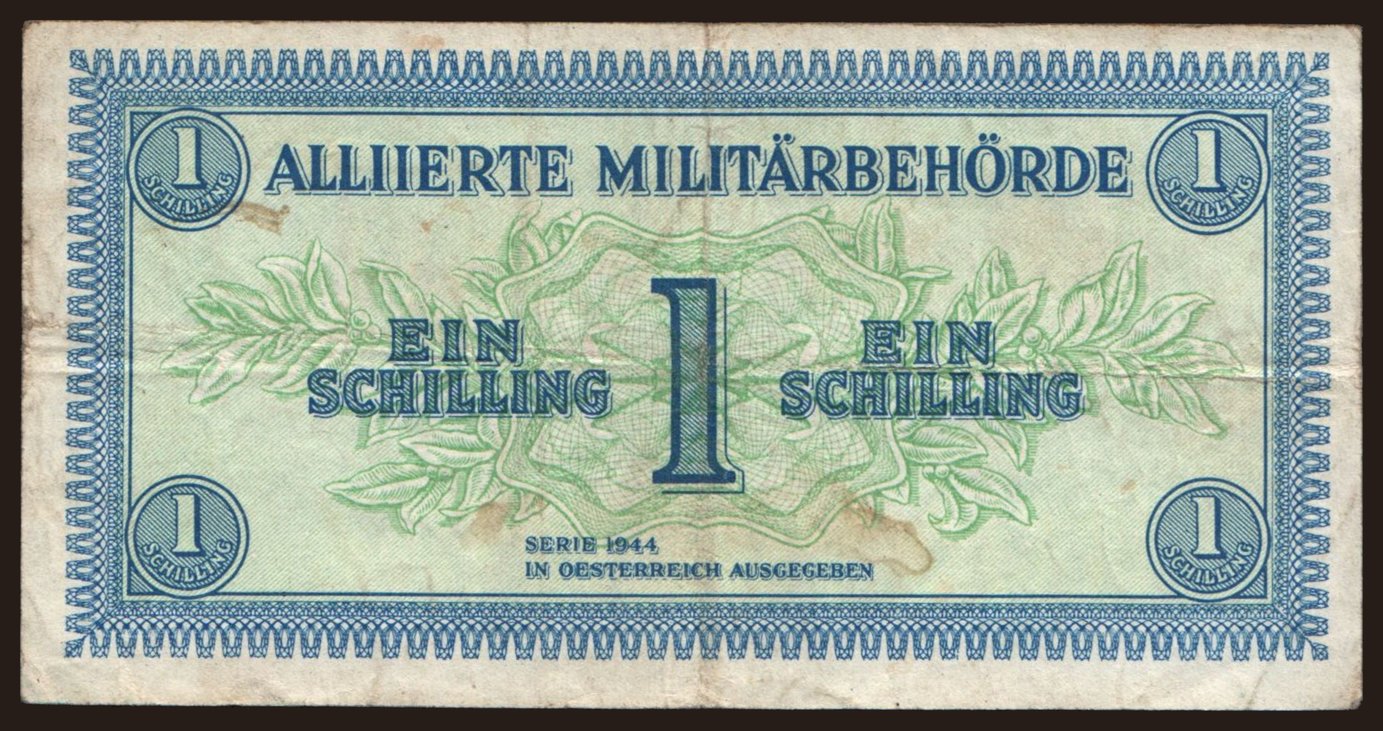 1
SCHILLING
ALLIIERTE MILITÄRBEHÖRDE
1
SCHILLING
EIN
SCHILLING
1
EIN
SCHILLING
1
SCHILLING
SERIE 1944
IN OESTERREICH AUSGEGEBEN
1
SCHILLING